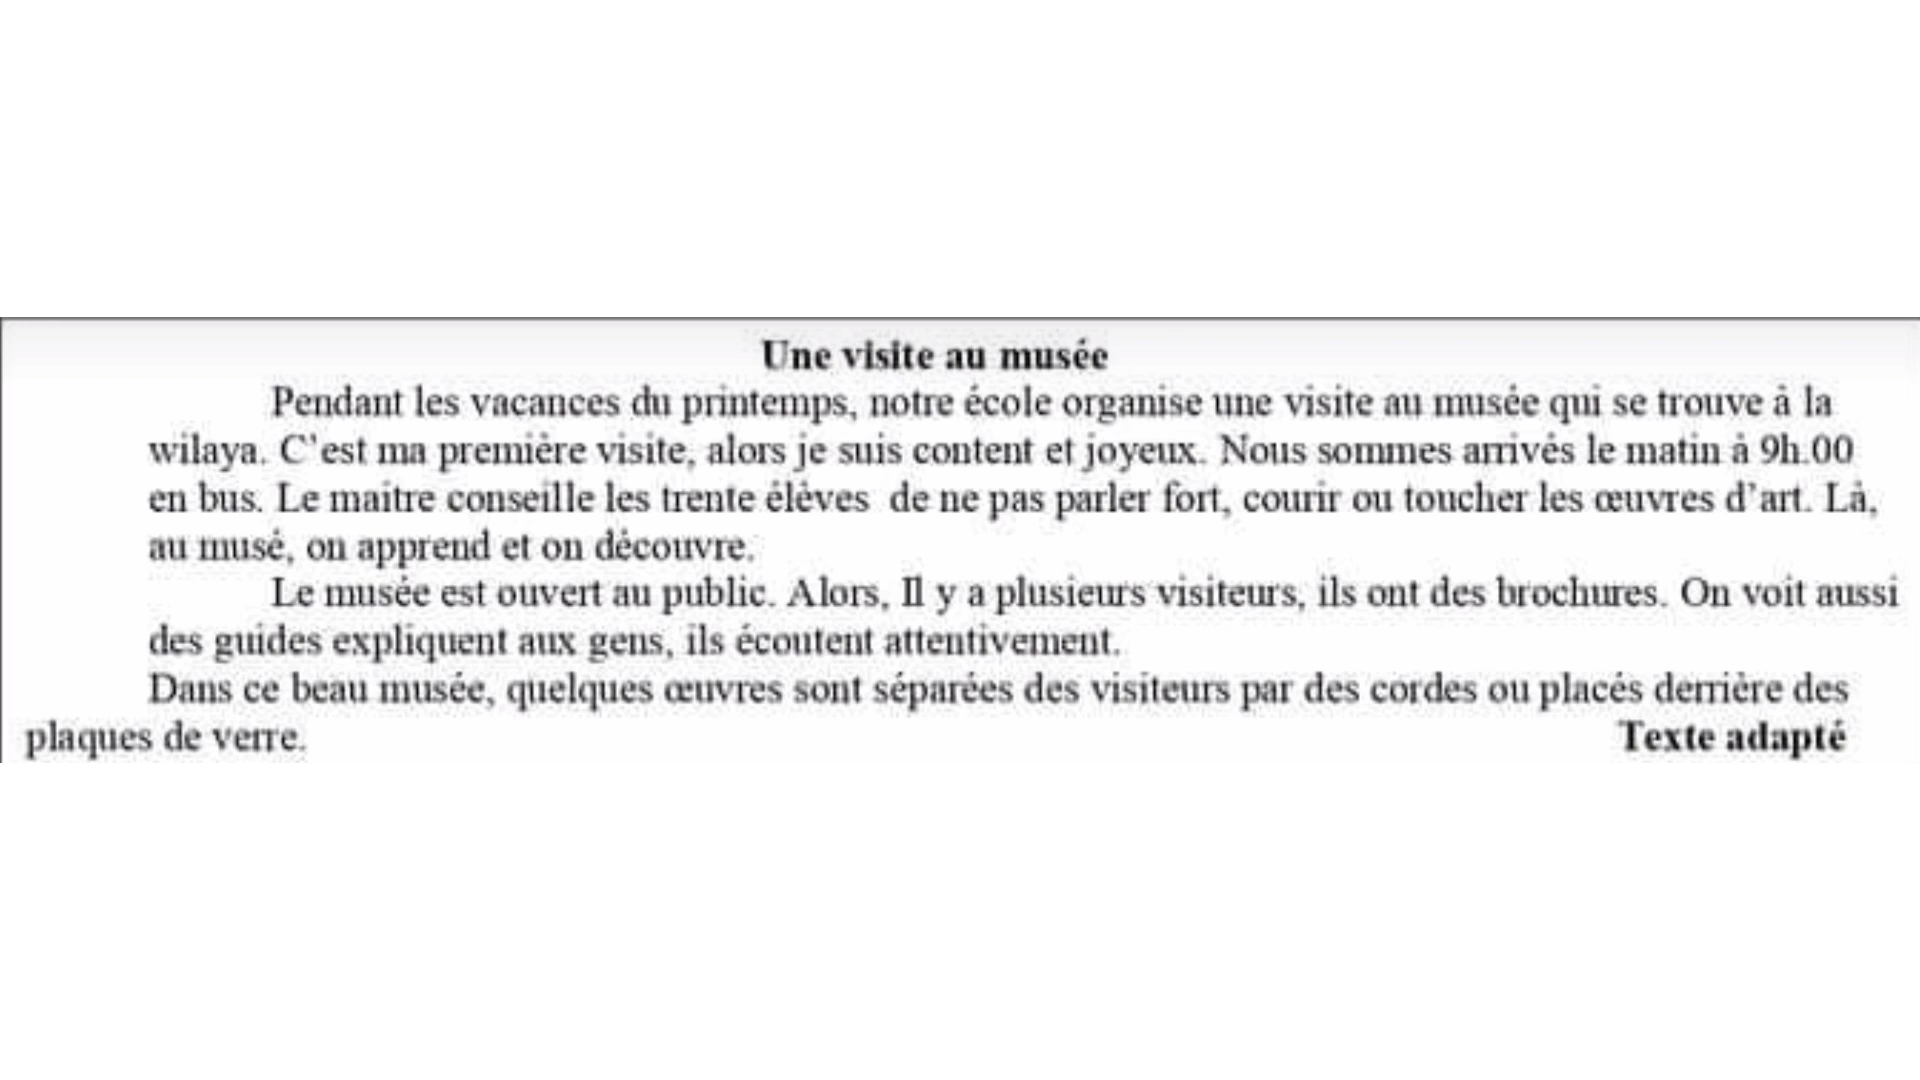 Une visite au musée
Pendant les vacances du printemps, notre école organise une visite au musée qui se trouve à la
wilaya. C'est ma première visite, alors je suis content et joyeux. Nous sommes arrivés le matin à 9h.00
en bus. Le maitre conseille les trente élèves de ne pas parler fort, courir ou toucher les œuvres d'art. Là,
au musé, on apprend et on découvre.
Le musée est ouvert au public. Alors, Il y a plusieurs visiteurs, ils ont des brochures. On voit aussi
des guides expliquent aux gens, ils écoutent attentivement.
Dans ce beau musée, quelques œuvres sont séparées des visiteurs par des cordes ou placés derrière des
plaques de verre. Texte adapté